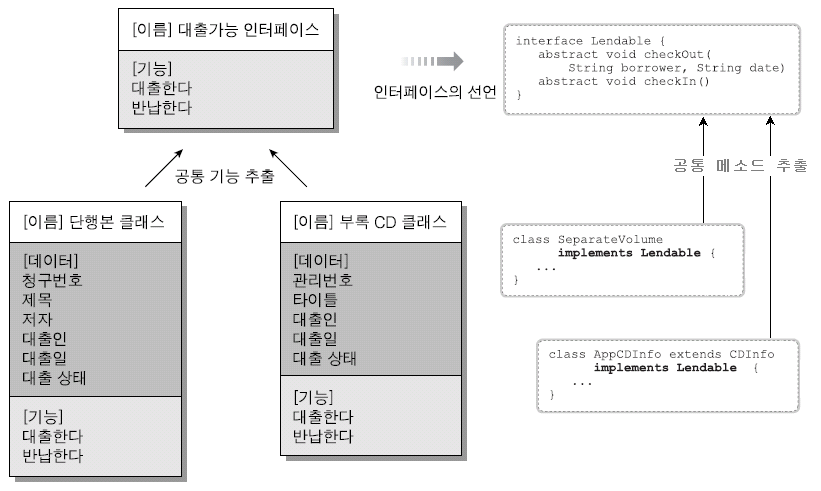 [이름] 대출가능 인터페이스
[기능]
대출한다
반납한다
인터페이스의 선언
interface Lendable {
abstract void checkOut(
String borrower, String date)
abstract void checkIn()
}
공통 기능 추출
공통 메소드 추출
[이름] 단행본 클래스
[데이터]
청구번호
제목
저자
대출인
대출일
대출 상태
[기능]
대출한다
반납한다
[이름] 부록 CD 클래스
[데이터]
관리번호
타이틀
대출인
대출일
대출 상태
[기능]
대출한다
반납한다
class SeparateVolume
implements Lendable {
...
}
class AppCDInfo extends CDInfo
implements Lendable {
...
}